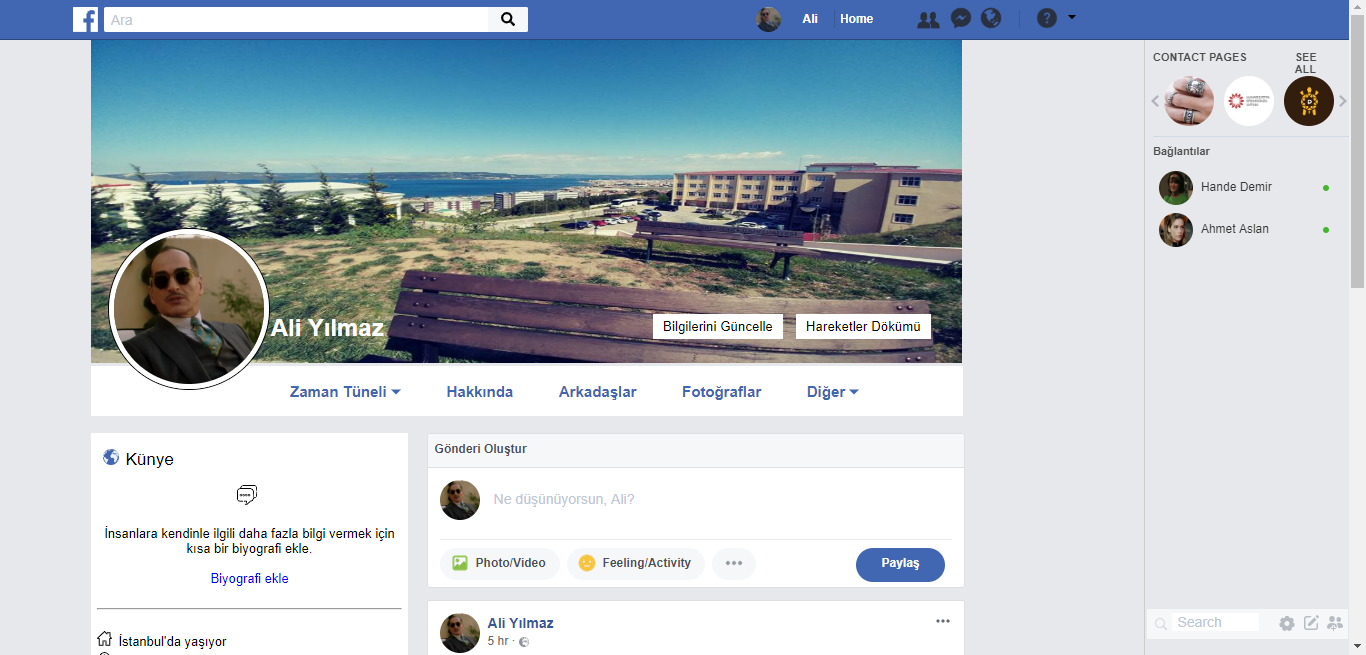 Ara
Ali
Home
CONTACT PAGES
SEE ALL
Bağlantılar
Hande Demir
Ahmet Aslan
Ali Yılmaz
Bilgilerini Güncelle
Hareketler Dökümü
Zaman Tüneli
Hakkında
Arkadaşlar
Fotoğraflar
Diğer
Künye
İnsanlara kendinle ilgili daha fazla bilgi vermek için
kısa bir biyografi ekle.
Biyografi ekle
İstanbul'da yaşıyor
Gönderi Oluştur
Ne düşünüyorsun, Ali?
Photo/Video
Feeling/Activity
Paylaş
Ali Yılmaz
5 hr ·
Search